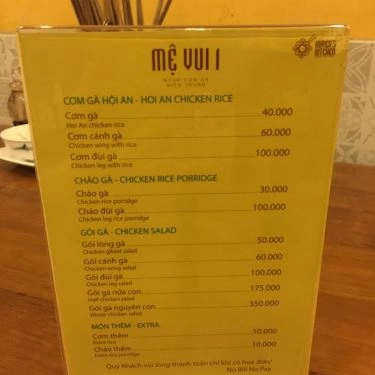 MỆ VUI 1
QUÁN CƠM GÀ
MIỀN TRUNG
CƠM GÀ HỘI AN - HOI AN CHICKEN RICE
Cơm gà 40.000
Hoi An chicken rice
Cơm cánh gà 60.000
Chicken wing with rice
Cơm đùi gà 100.000
Chicken leg with rice
CHÁO GÀ - CHICKEN RICE PORRIDGE
Cháo gà 30.000
Chicken rice porridge
Cháo đùi gà 100.000
Chicken leg rice porridge
GỎI GÀ - CHICKEN SALAD
Gỏi lòng gà 50.000
Chicken giblet salad
Gỏi cánh gà 60.000
Chicken wing salad
Gỏi đùi gà 100.000
Chicken leg salad
Gỏi gà nửa con 175.000
Half chicken salad
Gỏi gà nguyên con 350.000
Whole chicken salad
MÓN THÊM - EXTRA
Cơm thêm 10.000
Extra rice
Cháo thêm 10.000
Extra rice porridge
Quý Khách vui lòng thanh toán chỉ khi có hoá đơn/
No Bill No Pay